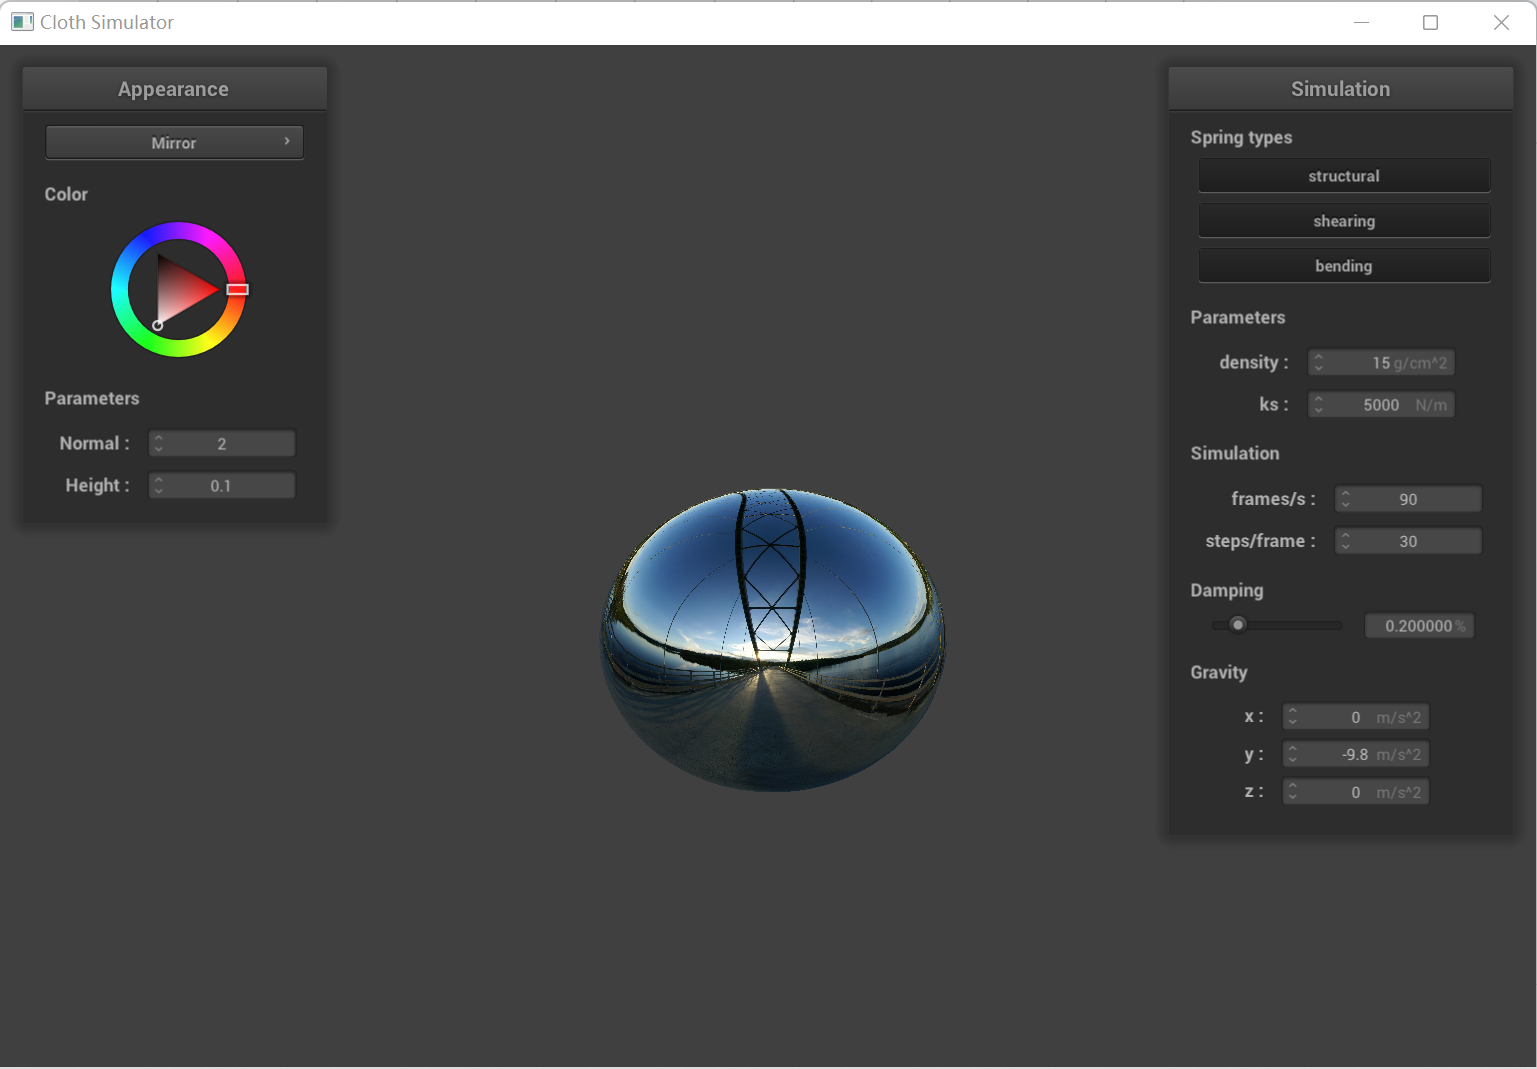 Cloth Simulator
Appearance
Mirror
Color
Parameters
Normal :
2
Height :
0.1
Simulation
Spring types
structural
shearing
bending
Parameters
density :
15 g/cm^2
ks :
5000 N/m
Simulation
frames/s :
90
steps/frame :
30
Damping
0.200000 %
Gravity
x :
0 m/s^2
y :
-9.8 m/s^2
z :
0 m/s^2